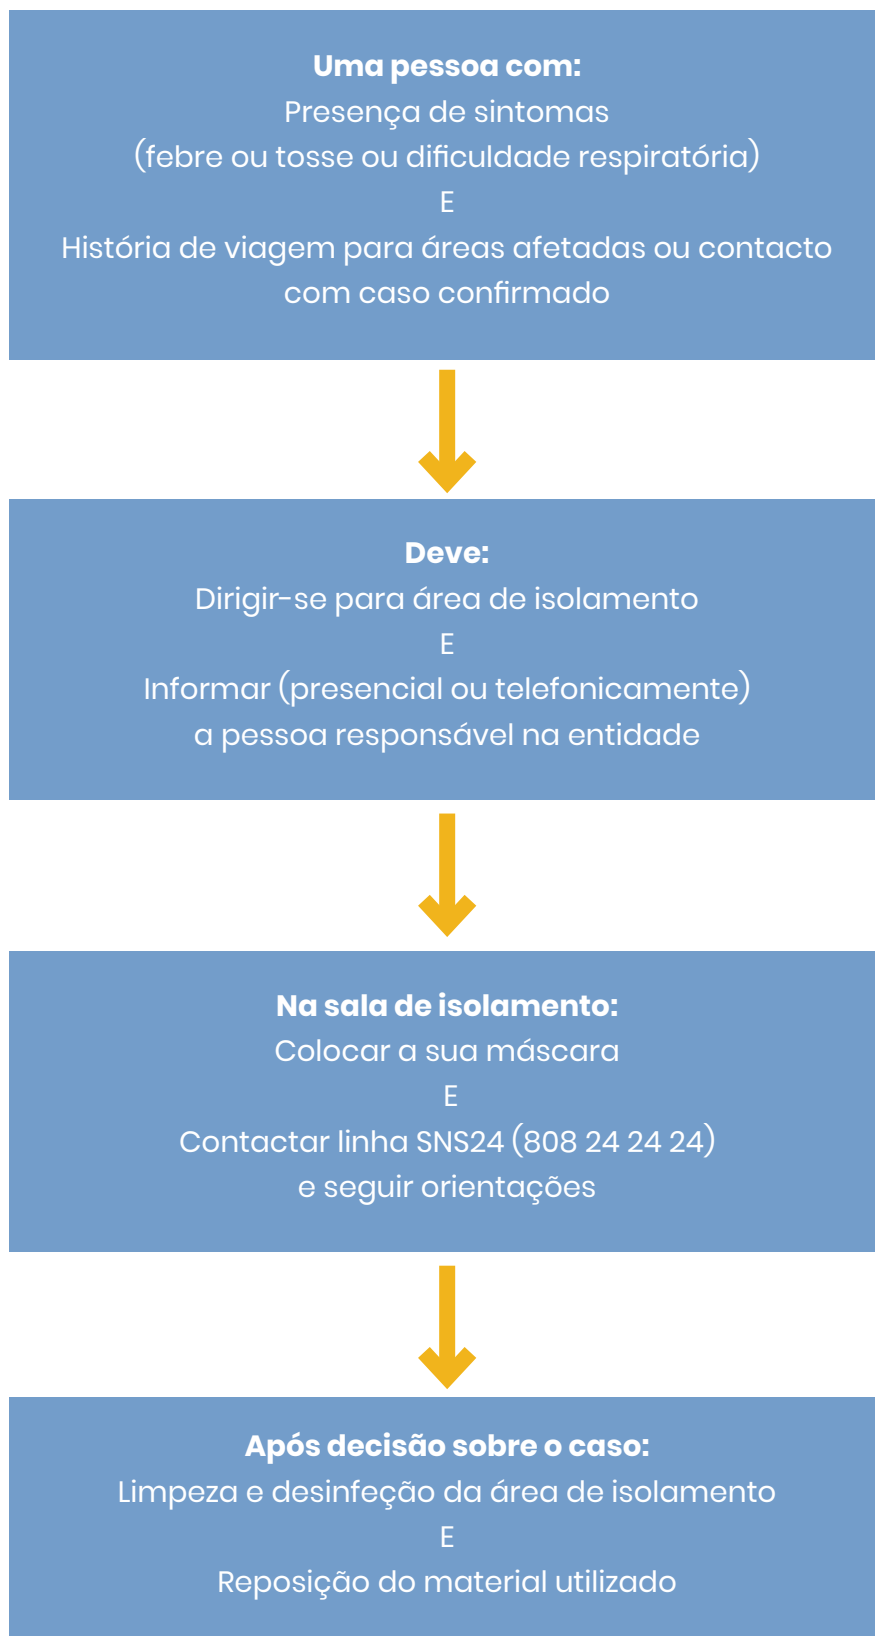 Uma pessoa com:
Presença de sintomas
(febre ou tosse ou dificuldade respiratória)
E
História de viagem para áreas afetadas ou contacto
com caso confirmado
Deve:
Dirigir-se para área de isolamento
E
Informar (presencial ou telefonicamente)
a pessoa responsável na entidade
Na sala de isolamento:
Colocar a sua máscara
E
Contactar linha SNS24 (808 24 24 24)
e seguir orientações
Após decisão sobre o caso:
Limpeza e desinfeção da área de isolamento
E
Reposição do material utilizado